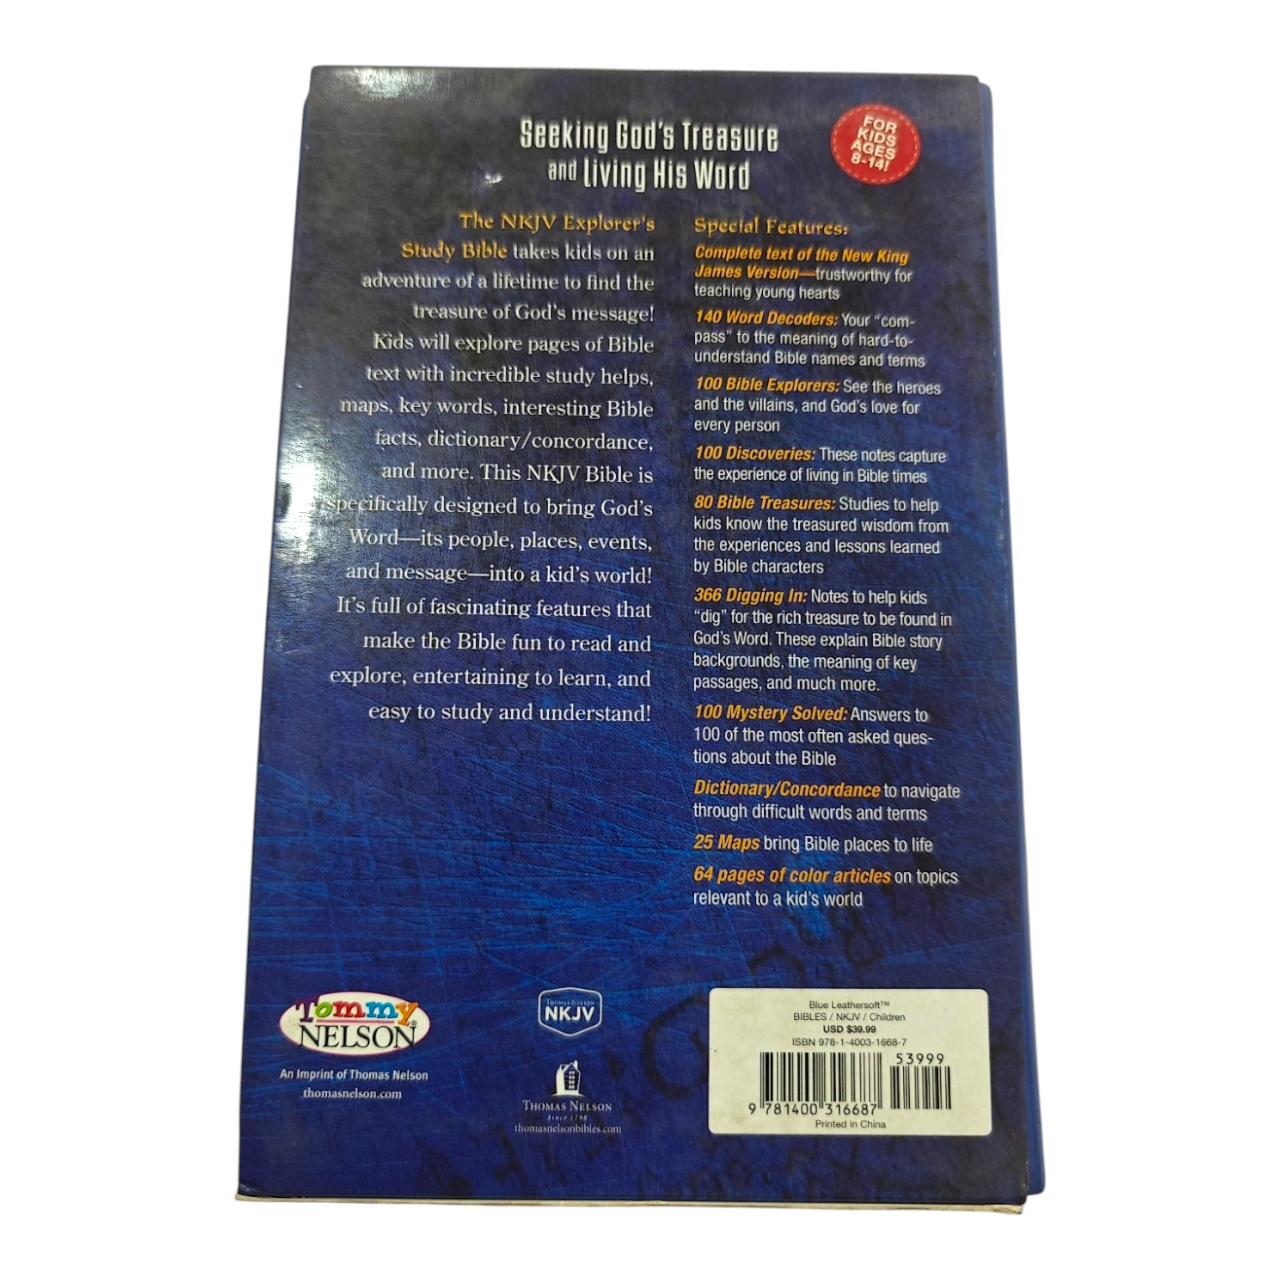 Seeking God's Treasure
and Living His Word
FOR
KIDS
AGES
8-14!
The NKJV Explorer's
Study Bible takes kids on an
adventure of a lifetime to find the
treasure of God's message!
Kids will explore pages of Bible
text with incredible study helps,
maps, key words, interesting Bible
facts, dictionary/concordance,
and more. This NKJV Bible is
specifically designed to bring God's
Word—its people, places, events,
and message—into a kid's world!
It's full of fascinating features that
make the Bible fun to read and
explore, entertaining to learn, and
easy to study and understand!
Special Features:
Complete text of the New King
James Version—trustworthy for
teaching young hearts
140 Word Decoders: Your "com-
pass" to the meaning of hard-to-
understand Bible names and terms
100 Bible Explorers: See the heroes
and the villains, and God's love for
every person
100 Discoveries: These notes capture
the experience of living in Bible times
80 Bible Treasures: Studies to help
kids know the treasured wisdom from
the experiences and lessons learned
by Bible characters
366 Digging In: Notes to help kids
"dig" for the rich treasure to be found in
God's Word. These explain Bible story
backgrounds, the meaning of key
passages, and much more.
100 Mystery Solved: Answers to
100 of the most often asked ques-
tions about the Bible
Dictionary/Concordance to navigate
through difficult words and terms
25 Maps bring Bible places to life
64 pages of color articles on topics
relevant to a kid's world
Tommy
NELSON®
An Imprint of Thomas Nelson
thomasnelson.com
THOMAS NELSON
NKJV
THOMAS NELSON
Since 1798
thomasnelsonbibles.com
Blue Leathersoft™
BIBLES / NKJV / Children
USD $39.99
ISBN 978-1-4003-1668-7
53999
9 781400 316687
Printed in China